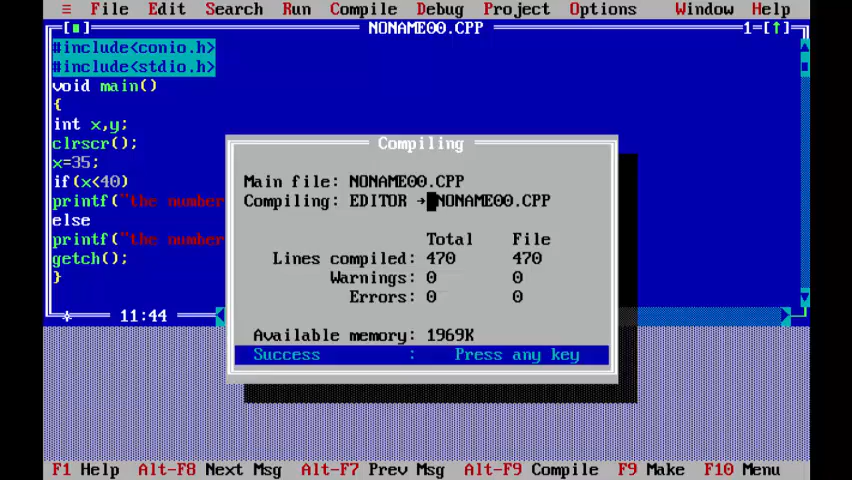 ≡ File Edit Search Run Compile Debug Project Options Window Help
[■] NONAME00.CPP 1=[↑]
#include<conio.h>
#include<stdio.h>
void main()
{
int x,y;
clrscr();
x=35;
if(x<40)
printf("the number
else
printf("the number
getch();
}
11:44
Compiling
Main file: NONAME00.CPP
Compiling: EDITOR → NONAME00.CPP
Total File
Lines compiled: 470 470
Warnings: 0 0
Errors: 0 0
Available memory: 1969K
Success : Press any key
F1 Help Alt-F8 Next Msg Alt-F7 Prev Msg Alt-F9 Compile F9 Make F10 Menu